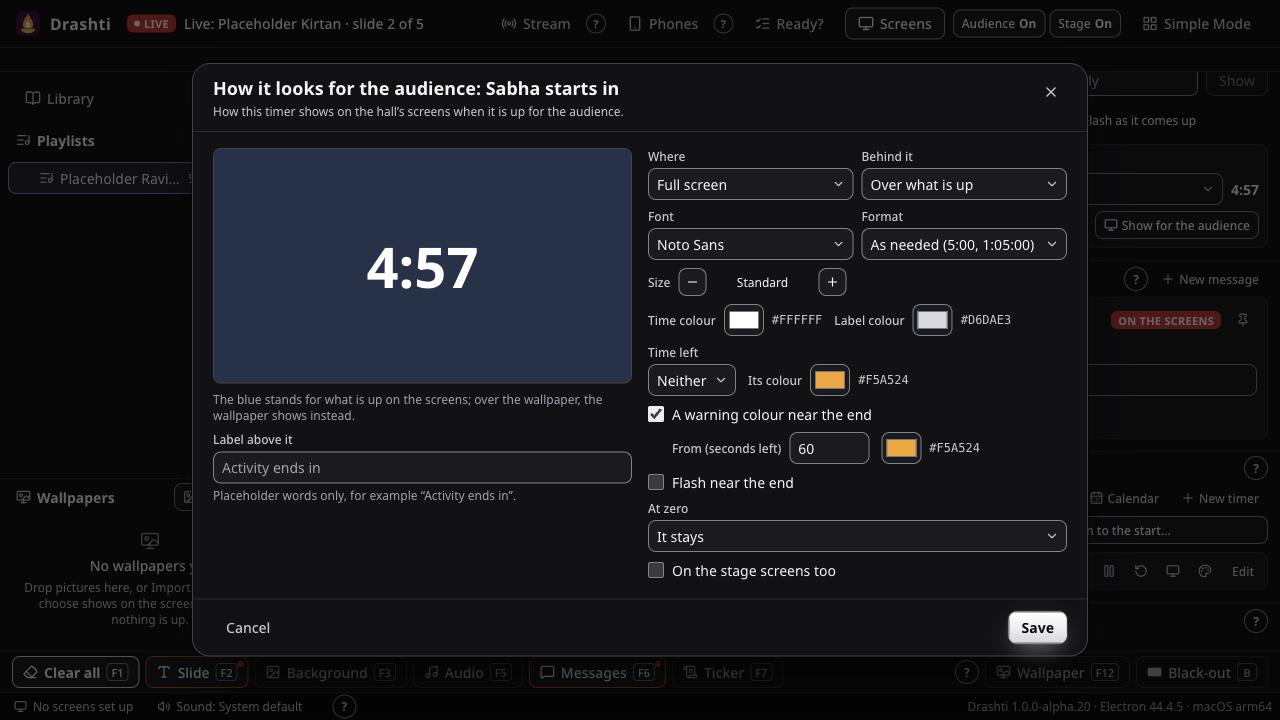 Drashti
LIVE
Live: Placeholder Kirtan · slide 2 of 5
Stream
?
Phones
?
Ready?
Screens
Audience On
Stage On
Simple Mode
Library
Playlists
Placeholder Ravi...
Show
lash as it comes up
4:57
Show for the audience
?
New message
ON THE SCREENS
?
Calendar
New timer
n to the start...
Edit
?
Wallpapers
No wallpapers
Drop pictures here, or Import
choose shows on the screen
nothing is up.
How it looks for the audience: Sabha starts in
How this timer shows on the hall's screens when it is up for the audience.
4:57
The blue stands for what is up on the screens; over the wallpaper, the
wallpaper shows instead.
Label above it
Activity ends in
Placeholder words only, for example “Activity ends in”.
Where
Behind it
Full screen
Over what is up
Font
Format
Noto Sans
As needed (5:00, 1:05:00)
Size
Standard
Time colour
#FFFFFF
Label colour
#D6DAE3
Time left
Neither
Its colour
#F5A524
A warning colour near the end
From (seconds left)
60
#F5A524
Flash near the end
At zero
It stays
On the stage screens too
Cancel
Save
Clear all F1
Slide F2
Background F3
Audio F5
Messages F6
Ticker F7
?
Wallpaper F12
Black-out B
No screens set up
Sound: System default
?
Drashti 1.0.0-alpha.20 · Electron 44.4.5 · macOS arm64